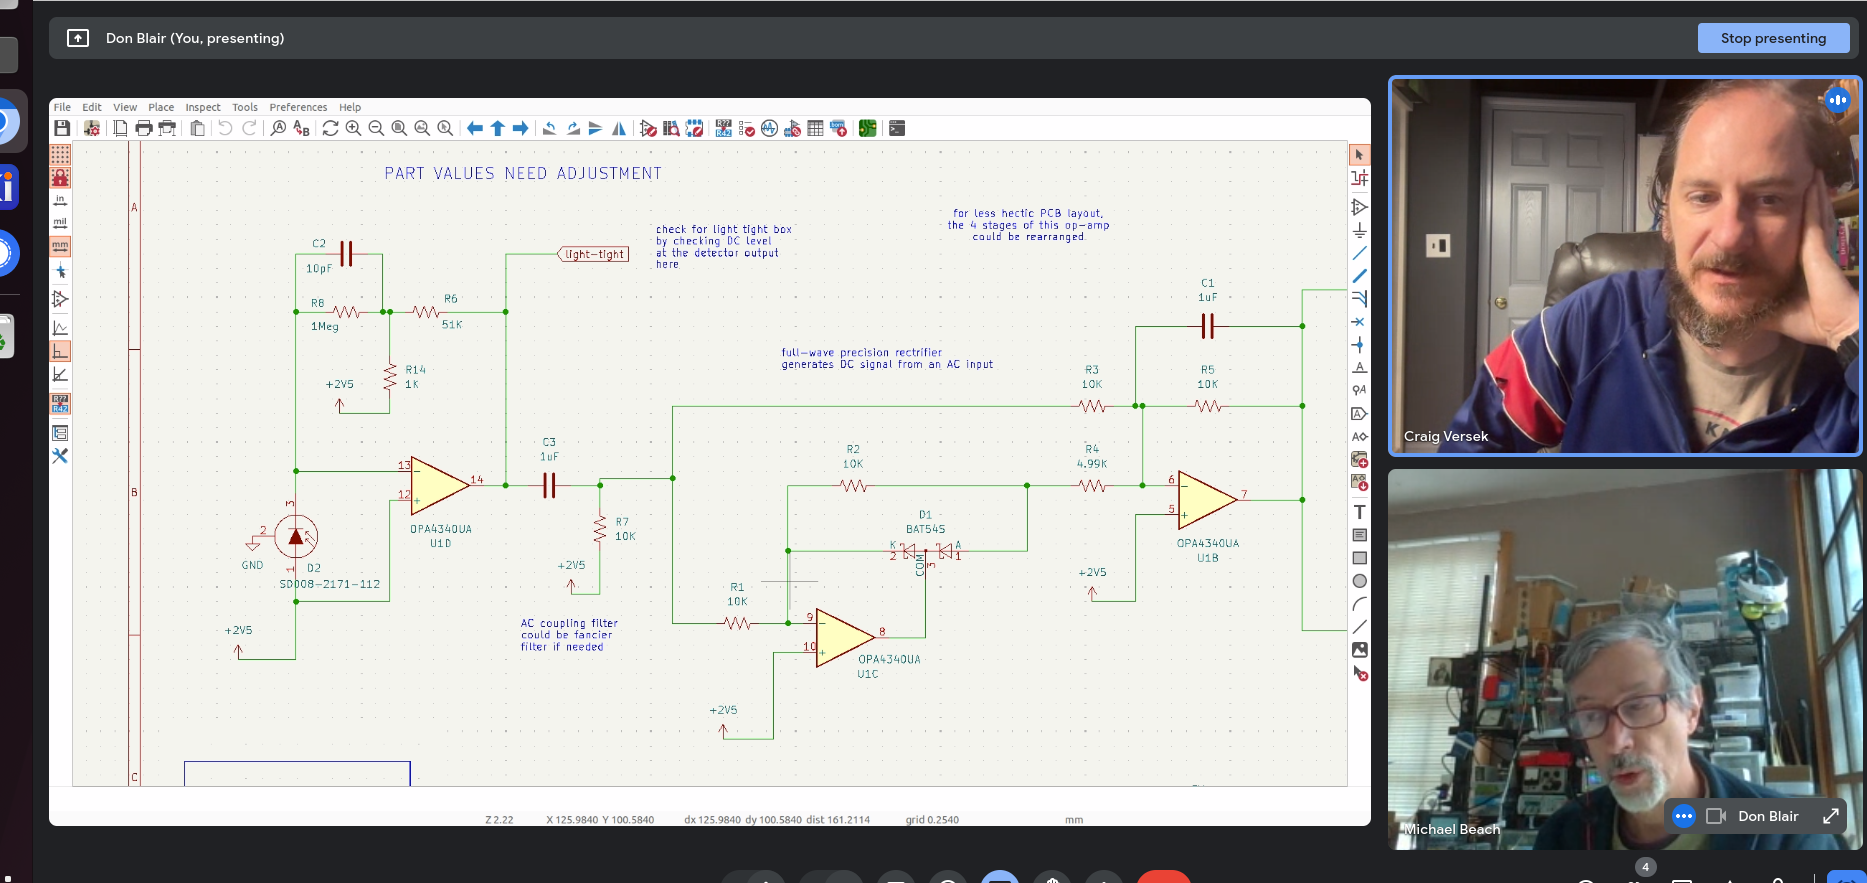 Don Blair (You, presenting)
Stop presenting
File Edit View Place Inspect Tools Preferences Help
PART VALUES NEED ADJUSTMENT
A
B
C
in
mil
mm
C2
10pF
R8
1Meg
R6
51K
R14
1K
+2V5
light-tight
check for light tight box
by checking DC level
at the detector output
here
for less hectic PCB layout,
the 4 stages of this op-amp
could be rearranged.
full-wave precision rectifier
generates DC signal from an AC input
C1
1uF
R3
10K
R5
10K
R2
10K
R4
4.99K
C3
1uF
13
12
14
OPA4340UA
U1D
3
2
1
GND
D2
SD008-2171-112
+2V5
R7
10K
+2V5
AC coupling filter
could be fancier
filter if needed
D1
BAT54S
K
2
A
1
COM
3
R1
10K
9
10
8
OPA4340UA
U1C
+2V5
6
5
7
OPA4340UA
U1B
+2V5
Z 2.22 X 125.9840 Y 100.5840 dx 125.9840 dy 100.5840 dist 161.2114 grid 0.2540 mm
Craig Versek
Michael Beach
Don Blair
4